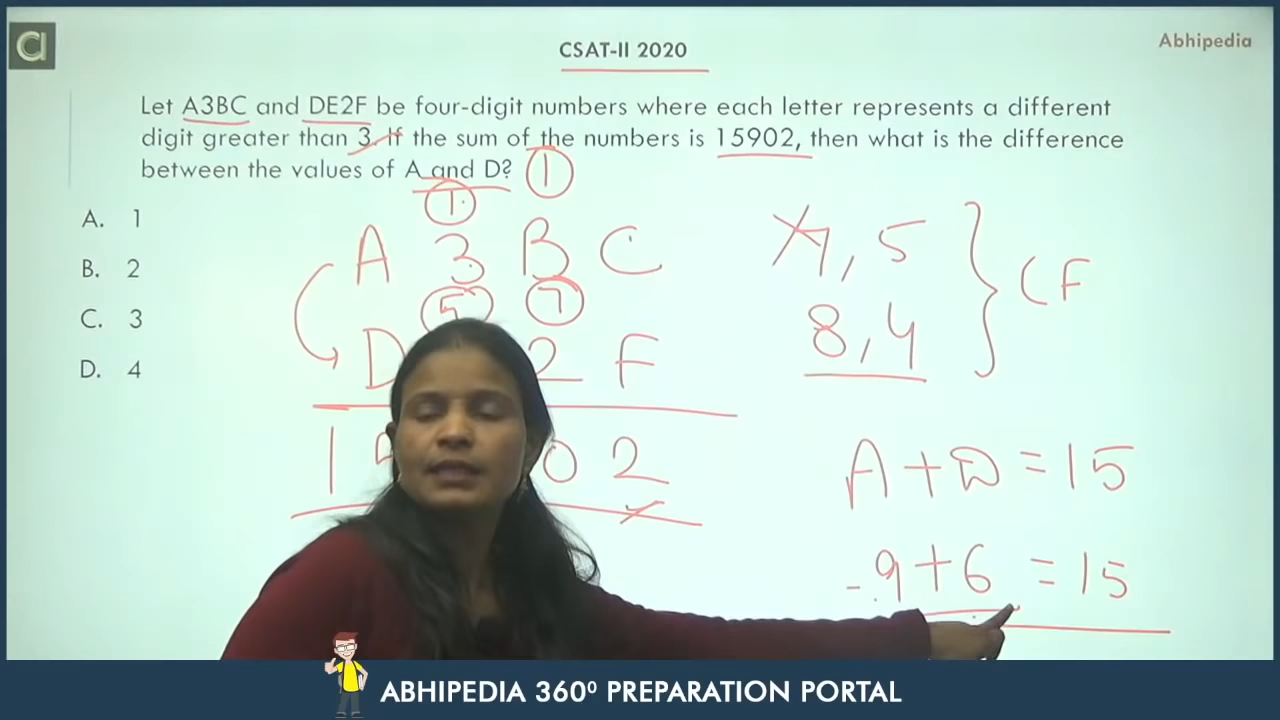 CSAT-II 2020
Abhipedia
Let A3BC and DE2F be four-digit numbers where each letter represents a different
digit greater than 3. If the sum of the numbers is 15902, then what is the difference
between the values of A and D?
A. 1
B. 2
C. 3
D. 4
1 1
A 3 B C
5 7
D 2 F
1 5 0 2
7, 5
8, 4
CF
A + D = 15
9 + 6 = 15
ABHIPEDIA 360⁰ PREPARATION PORTAL